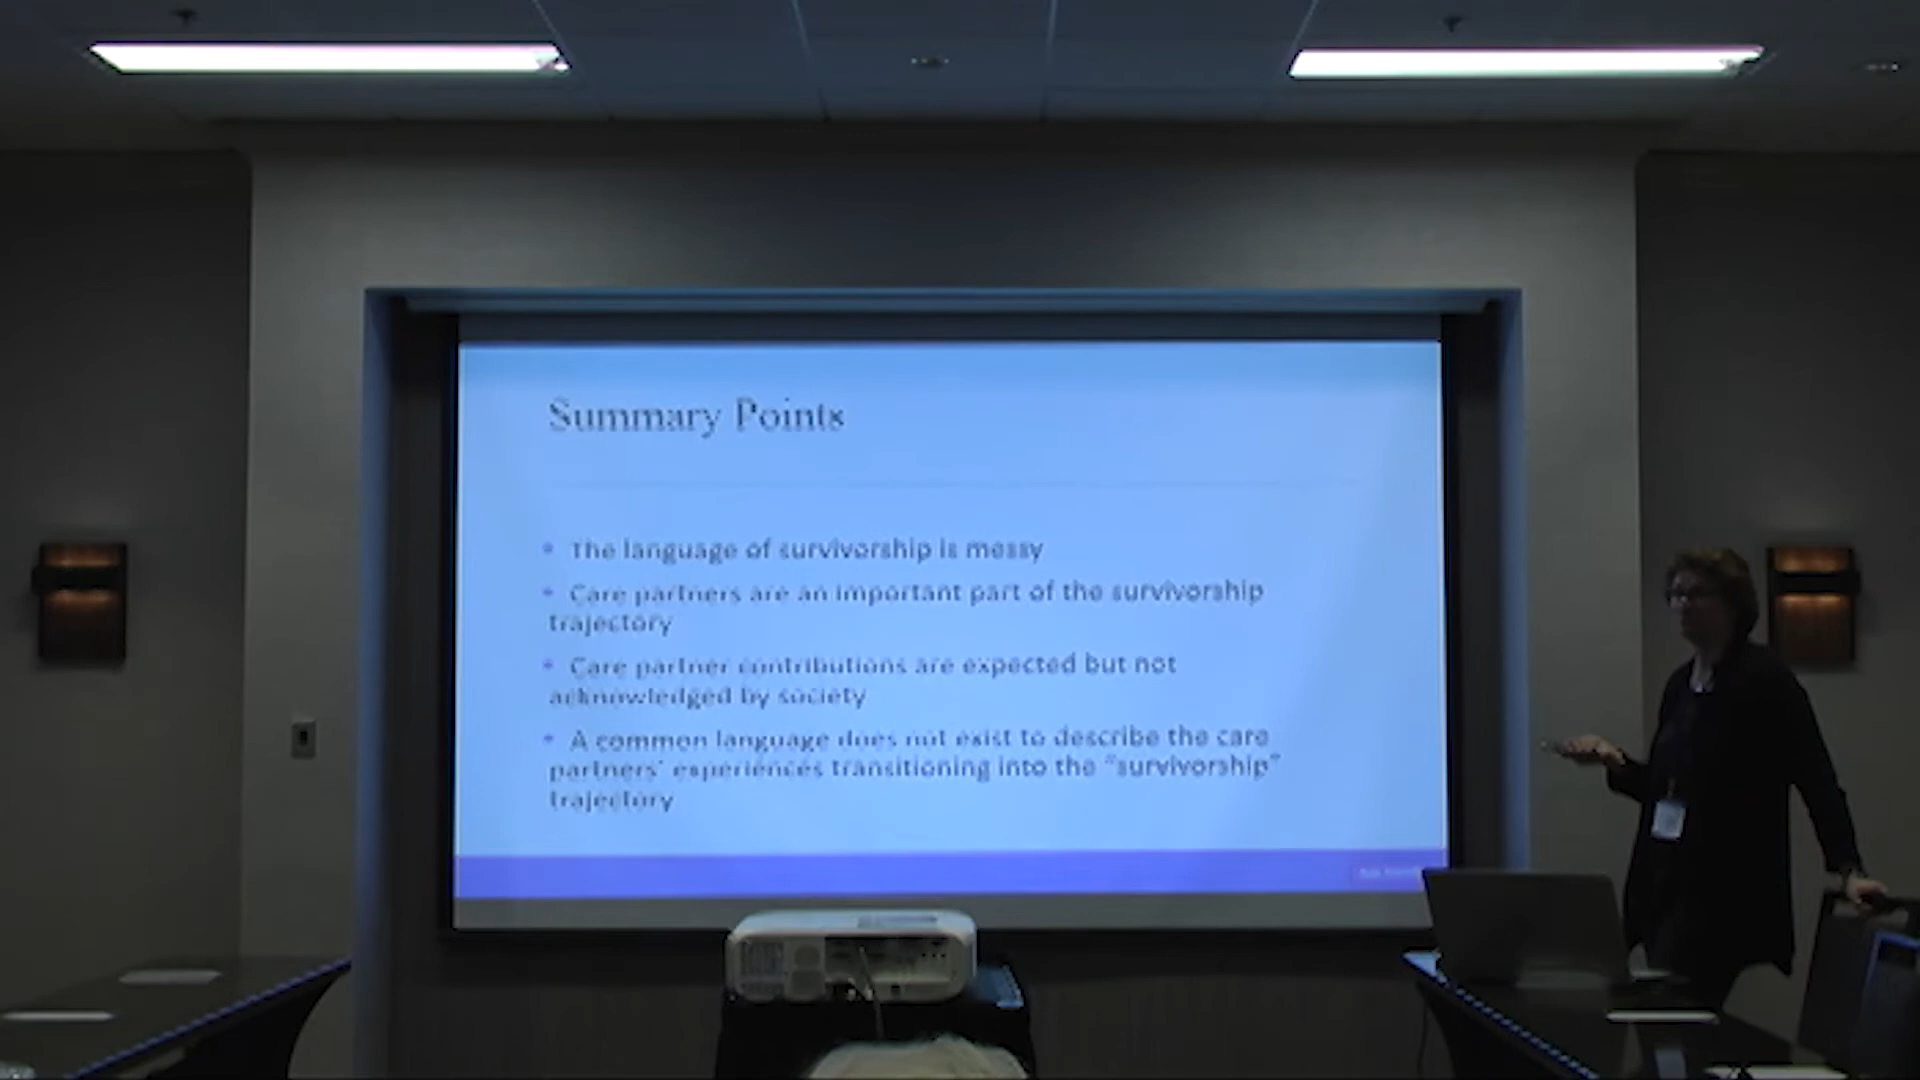 Summary Points
• The language of survivorship is messy
• Care partners are an important part of the survivorship
trajectory
• Care partner contributions are expected but not
acknowledged by society
• A common language does not exist to describe the care
partners' experiences transitioning into the "survivorship"
trajectory